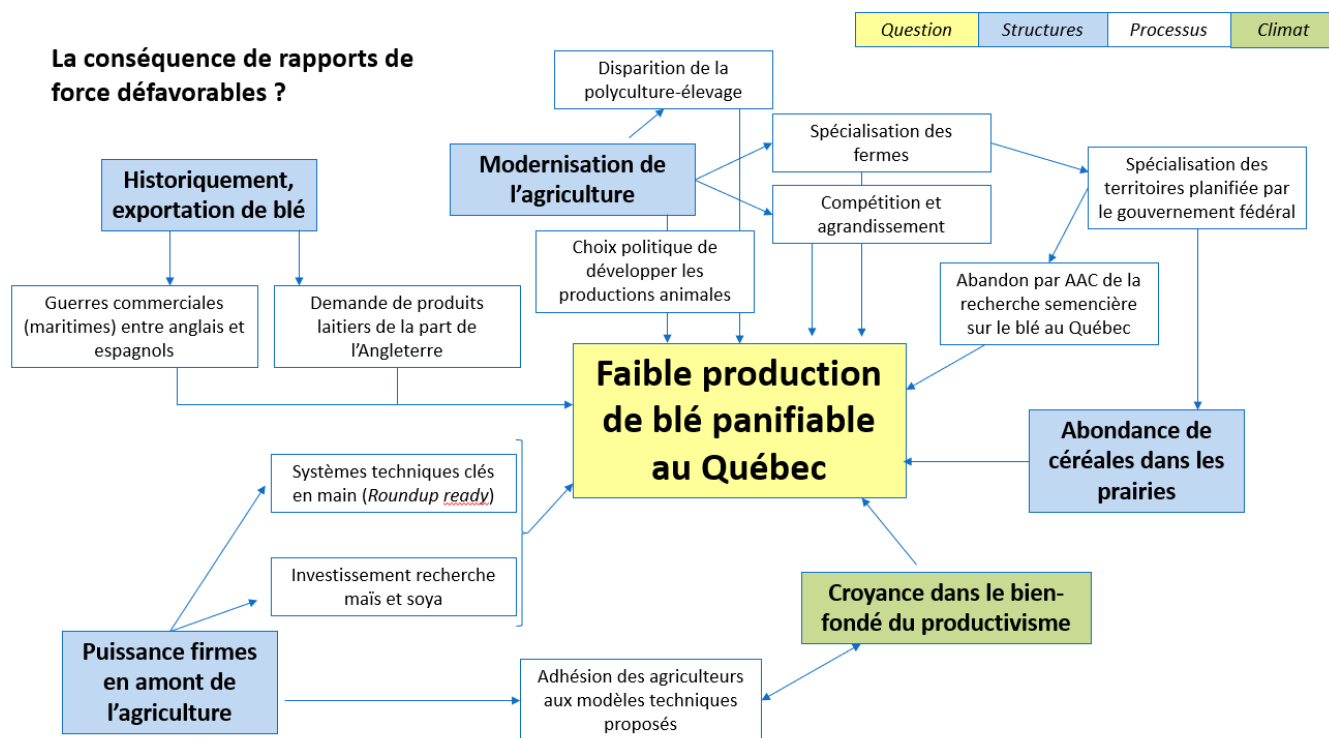 Question
Structures
Processus
Climat
La conséquence de rapports de
force défavorables ?
Disparition de la
polyculture-élevage
Modernisation de
l'agriculture
Spécialisation des
fermes
Spécialisation des
territoires planifiée par
le gouvernement fédéral
Historiquement,
exportation de blé
Compétition et
agrandissement
Choix politique de
développer les
productions animales
Abandon par AAC de la
recherche semencière
sur le blé au Québec
Guerres commerciales
(maritimes) entre anglais et
espagnols
Demande de produits
laitiers de la part de
l'Angleterre
Faible production
de blé panifiable
au Québec
Abondance de
céréales dans les
prairies
Systèmes techniques clés
en main (Roundup ready)
Investissement recherche
maïs et soya
Croyance dans le bien-
fondé du productivisme
Puissance firmes
en amont de
l'agriculture
Adhésion des agriculteurs
aux modèles techniques
proposés